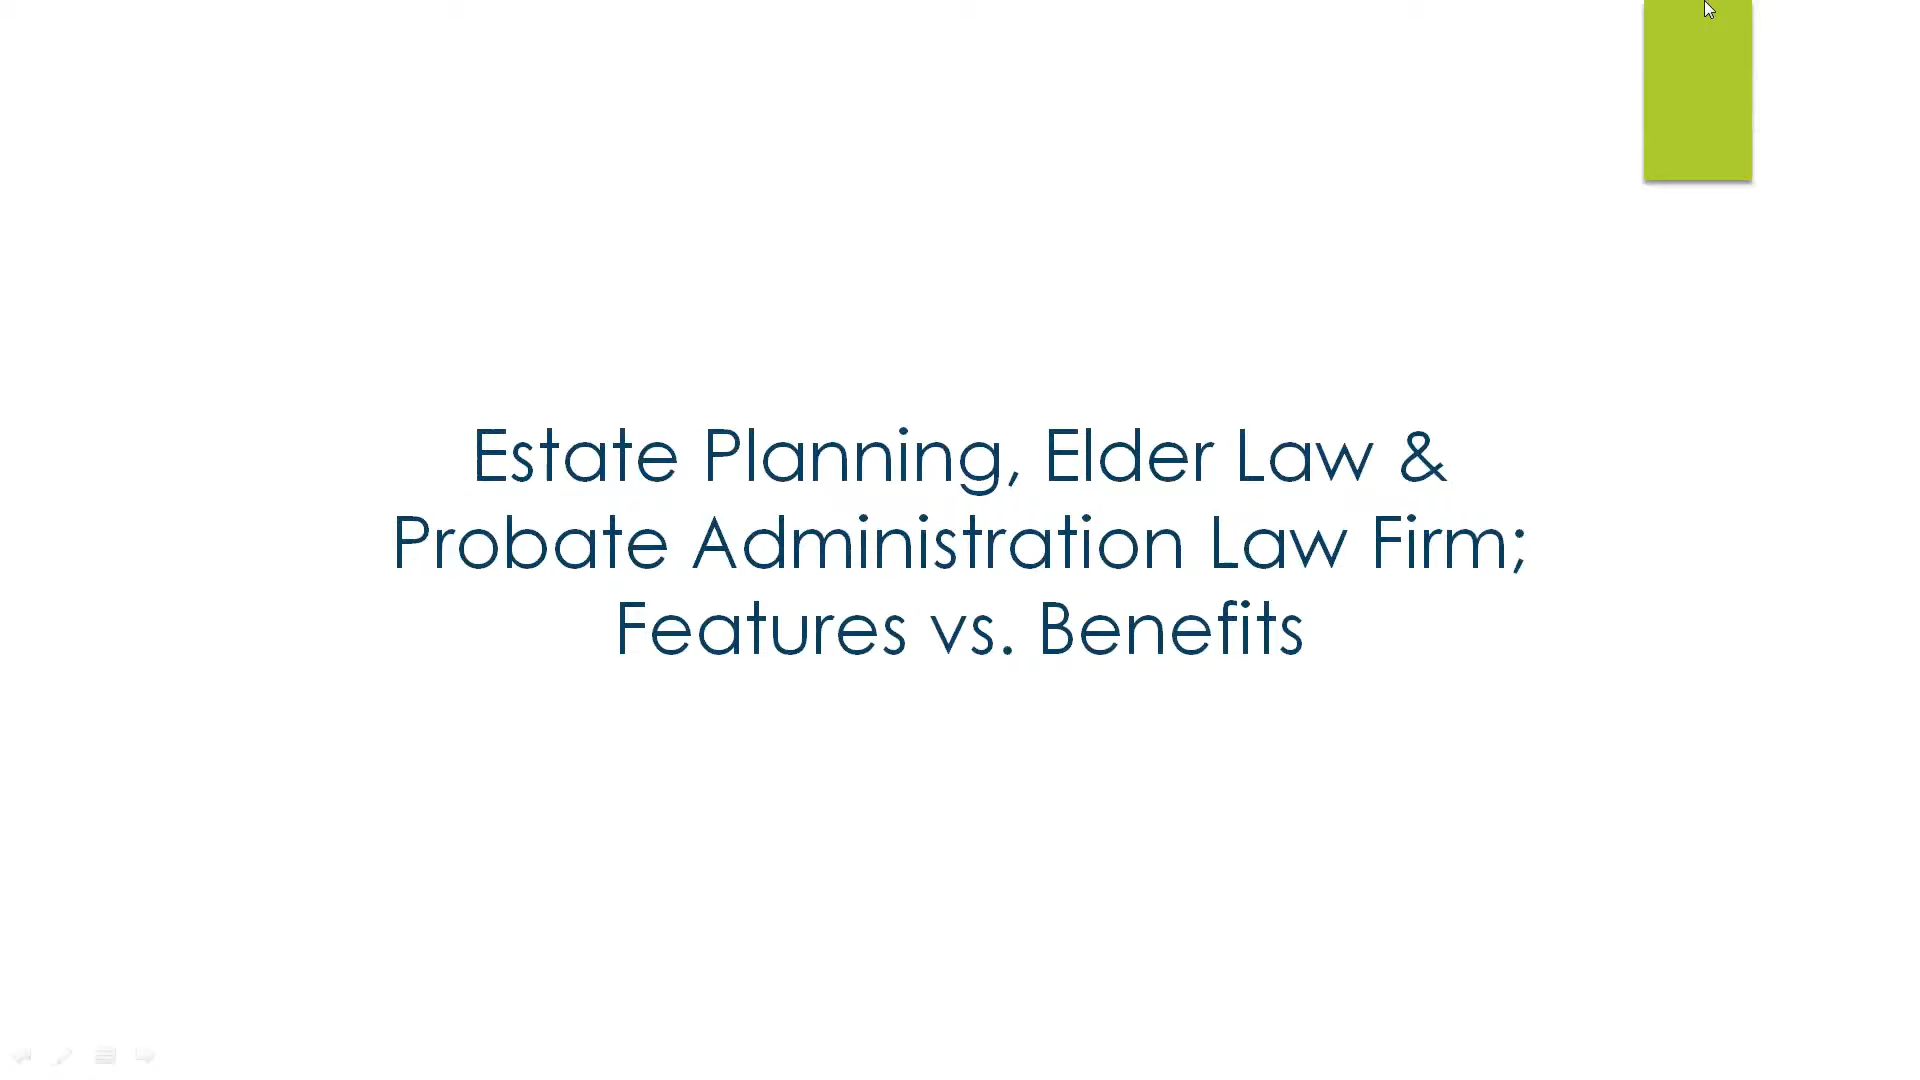 Estate Planning, Elder Law &
Probate Administration Law Firm;
Features vs. Benefits